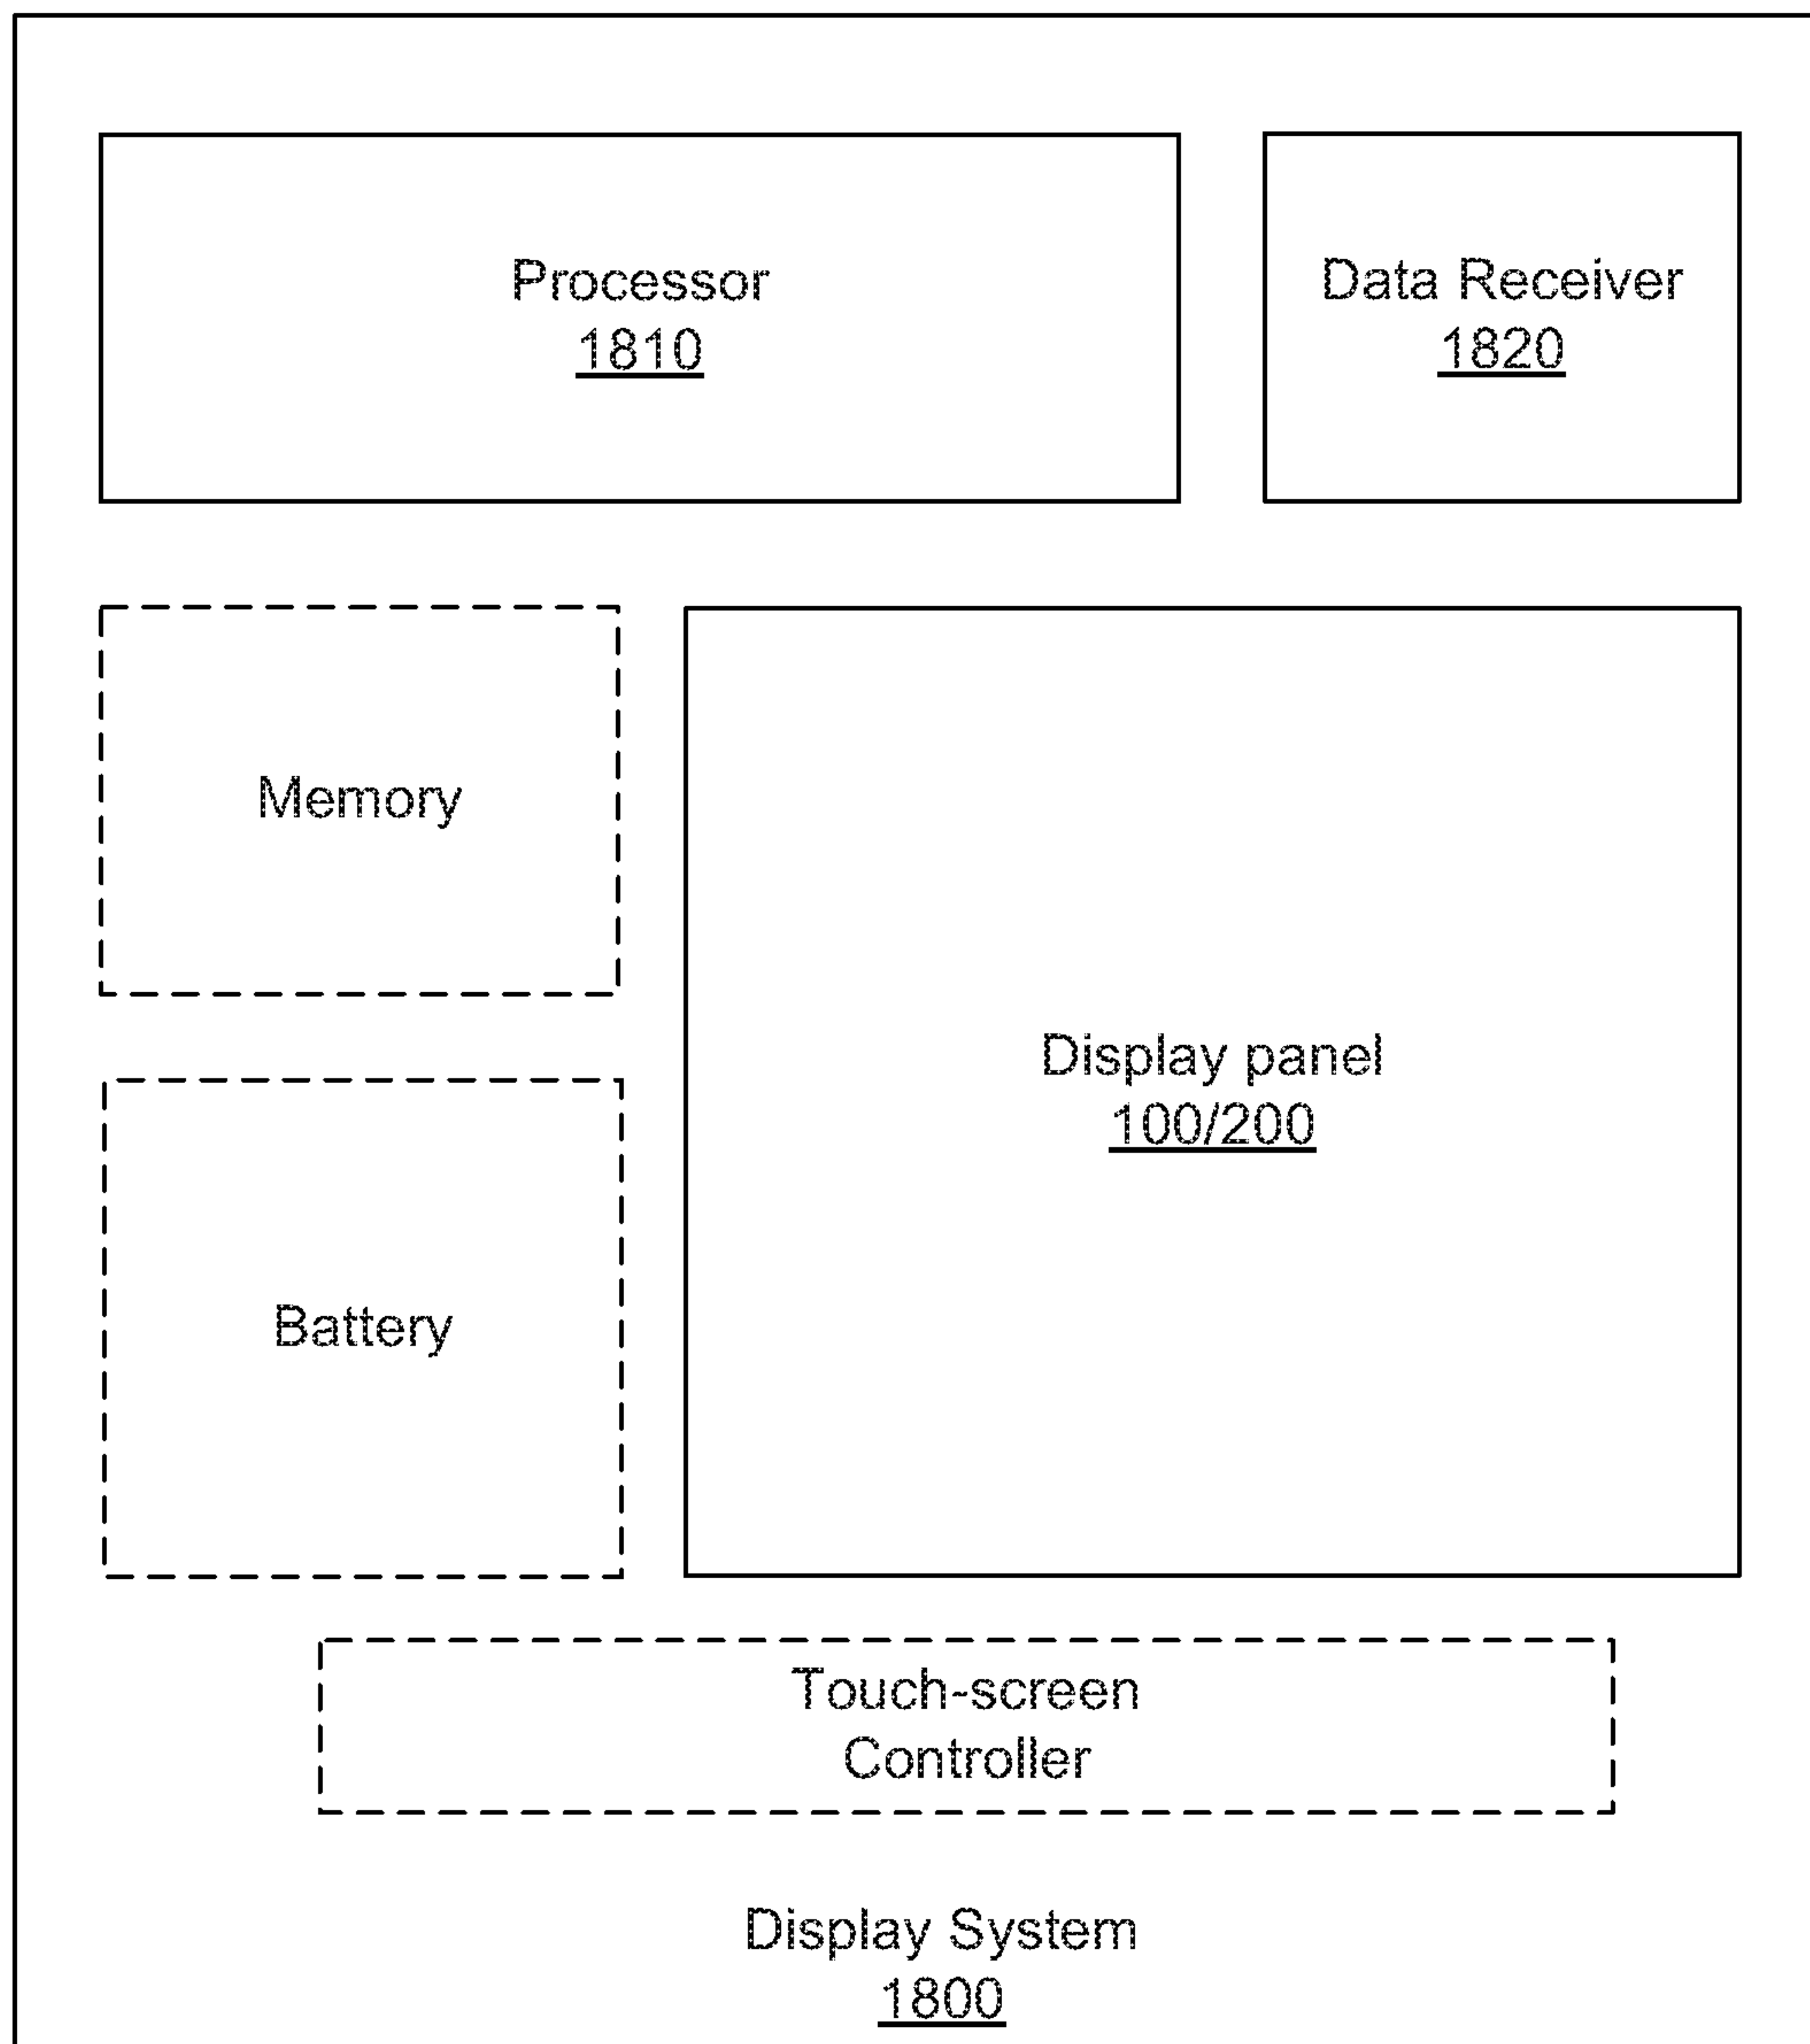 Processor
1810
Data Receiver
1820
Memory
Display panel
100/200
Battery
Touch-screen
Controller
Display System
1800